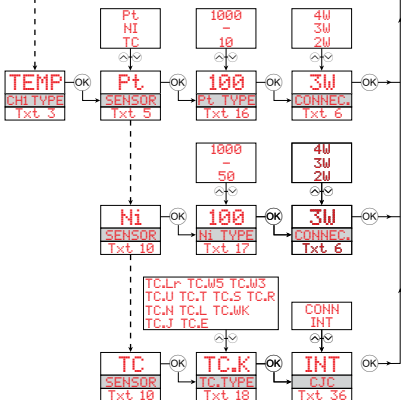 Pt
NI
TC
1000
-
10
4W
3W
2W
TEMP
CH1 TYPE
Txt 3
OK
Pt
SENSOR
Txt 5
OK
100
Pt TYPE
Txt 16
OK
3W
CONNEC.
Txt 6
OK
1000
-
50
4W
3W
2W
Ni
SENSOR
Txt 10
OK
100
Ni TYPE
Txt 17
OK
3W
CONNEC.
Txt 6
OK
TC.Lr TC.W5 TC.W3
TC.U TC.T TC.S TC.R
TC.N TC.L TC.WK
TC.J TC.E
CONN
INT
TC
SENSOR
Txt 10
OK
TC.K
TC.TYPE
Txt 18
OK
INT
CJC
Txt 36
OK